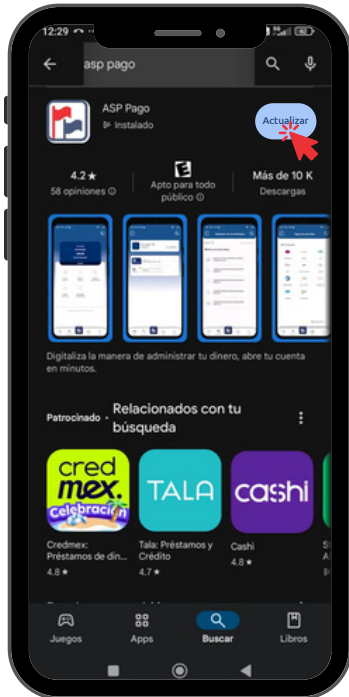 12:29
asp pago
ASP Pago
Instalado
Actualizar
4.2★
58 opiniones
E
Apto para todo
público
Más de 10 K
Descargas
Digitaliza la manera de administrar tu dinero, abre tu cuenta
en minutos.
Patrocinado · Relacionados con tu
búsqueda
cred
mex.
Celebración
TALA
cashi
Credmex:
Préstamos de din...
4.8★
Tala: Préstamos y
Crédito
4.7★
Cashi
4.8★
Juegos
Apps
Buscar
Libros